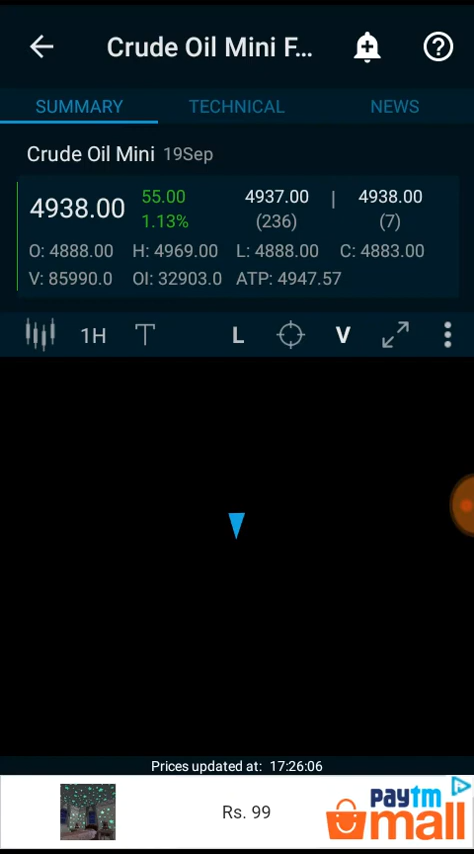 Crude Oil Mini F...
SUMMARY TECHNICAL NEWS
Crude Oil Mini 19Sep
4938.00 55.00 1.13% 4937.00 (236) | 4938.00 (7)
O: 4888.00 H: 4969.00 L: 4888.00 C: 4883.00
V: 85990.0 OI: 32903.0 ATP: 4947.57
1H T L V
Prices updated at: 17:26:06
Rs. 99
paytm
mall